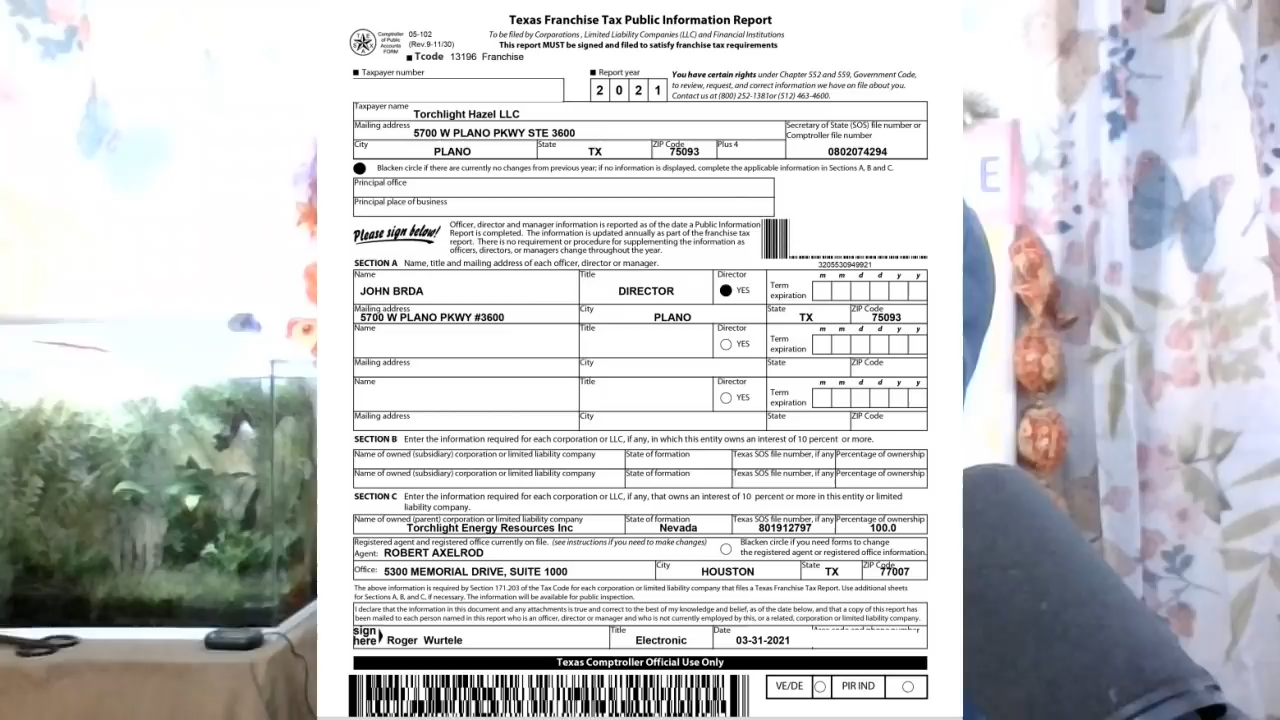 Texas Franchise Tax Public Information Report
Comptroller of Public Accounts FORM
05-102
(Rev.9-11/30)
To be filed by Corporations, Limited Liability Companies (LLC) and Financial Institutions
This report MUST be signed and filed to satisfy franchise tax requirements
Tcode 13196 Franchise
Taxpayer number
Report year
2 0 2 1
You have certain rights under Chapter 552 and 559, Government Code,
to review, request, and correct information we have on file about you.
Contact us at (800) 252-1381or (512) 463-4600.
Taxpayer name
Torchlight Hazel LLC
Mailing address
5700 W PLANO PKWY STE 3600
Secretary of State (SOS) file number or
Comptroller file number
City PLANO State TX ZIP Code 75093 Plus 4
0802074294
Blacken circle if there are currently no changes from previous year; if no information is displayed, complete the applicable information in Sections A, B and C.
Principal office
Principal place of business
Please sign below!
Officer, director and manager information is reported as of the date a Public Information
Report is completed. The information is updated annually as part of the franchise tax
report. There is no requirement or procedure for supplementing the information as
officers, directors, or managers change throughout the year.
3205530949921
SECTION A Name, title and mailing address of each officer, director or manager.
Name Title Director m m d d y y
JOHN BRDA DIRECTOR YES Term expiration
Mailing address City State ZIP Code
5700 W PLANO PKWY #3600 PLANO TX 75093
Name Title Director m m d d y y
YES Term expiration
Mailing address City State ZIP Code
Name Title Director m m d d y y
YES Term expiration
Mailing address City State ZIP Code
SECTION B Enter the information required for each corporation or LLC, if any, in which this entity owns an interest of 10 percent or more.
Name of owned (subsidiary) corporation or limited liability company State of formation Texas SOS file number, if any Percentage of ownership
Name of owned (subsidiary) corporation or limited liability company State of formation Texas SOS file number, if any Percentage of ownership
SECTION C Enter the information required for each corporation or LLC, if any, that owns an interest of 10 percent or more in this entity or limited
liability company.
Name of owned (parent) corporation or limited liability company State of formation Texas SOS file number, if any Percentage of ownership
Torchlight Energy Resources Inc Nevada 801912797 100.0
Registered agent and registered office currently on file. (see instructions if you need to make changes)
Agent: ROBERT AXELROD
Blacken circle if you need forms to change
the registered agent or registered office information.
Office: 5300 MEMORIAL DRIVE, SUITE 1000 City HOUSTON State TX ZIP Code 77007
The above information is required by Section 171.203 of the Tax Code for each corporation or limited liability company that files a Texas Franchise Tax Report. Use additional sheets
for Sections A, B, and C, if necessary. The information will be available for public inspection.
I declare that the information in this document and any attachments is true and correct to the best of my knowledge and belief, as of the date below, and that a copy of this report has
been mailed to each person named in this report who is an officer, director or manager and who is not currently employed by this, or a related, corporation or limited liability company.
sign here Roger Wurtele Title Electronic Date 03-31-2021
Texas Comptroller Official Use Only
VE/DE PIR IND
E